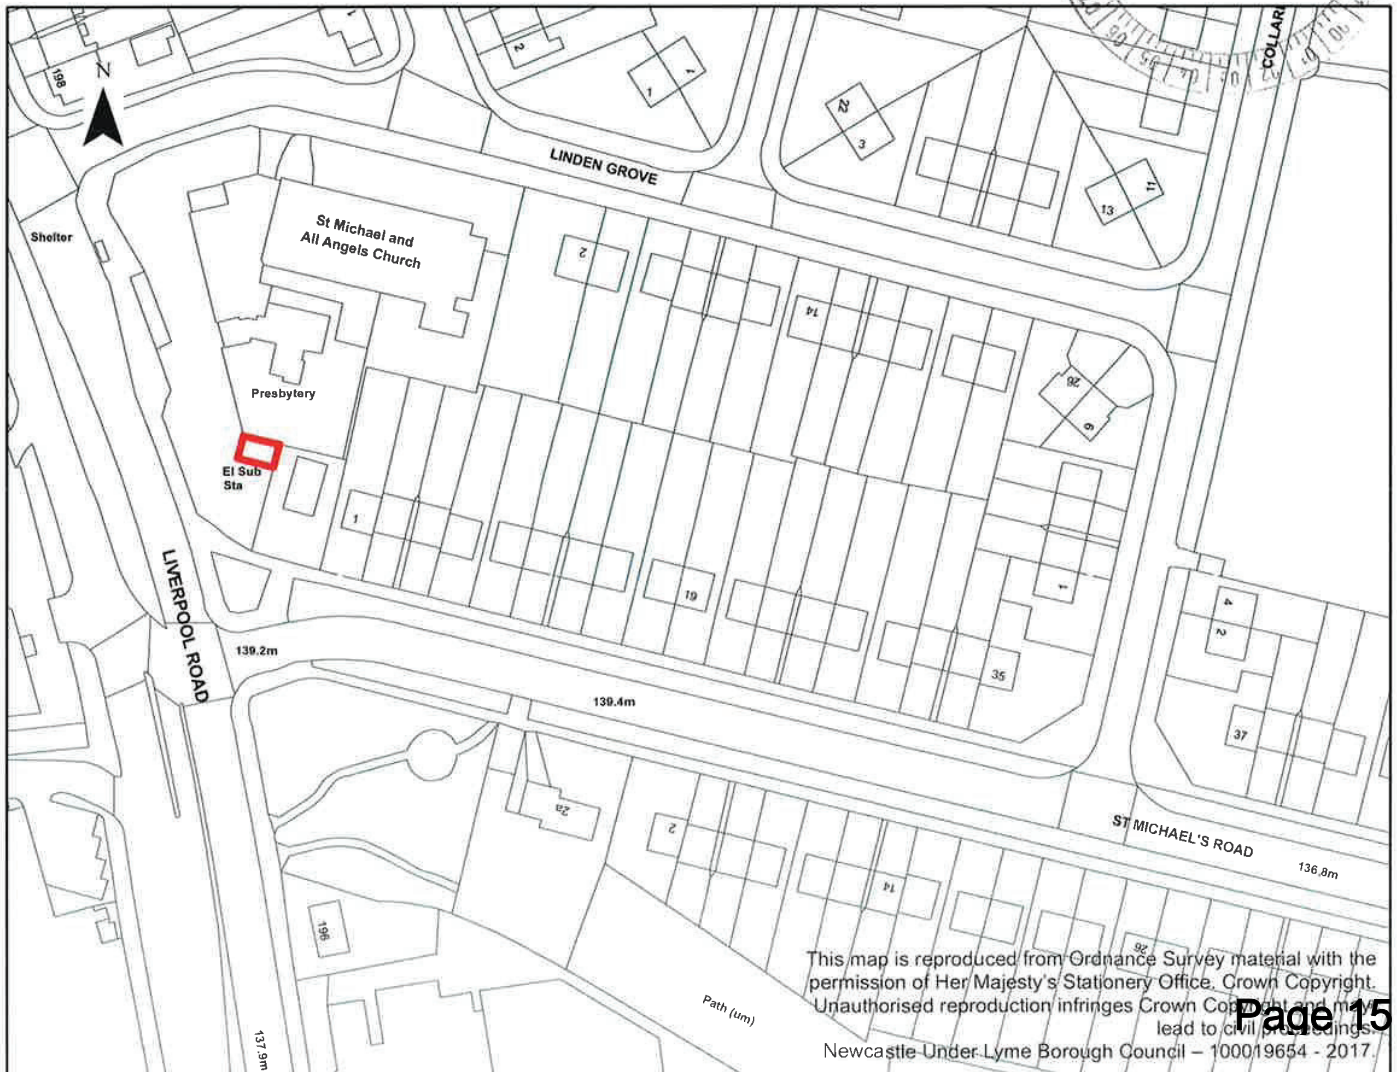 1
198
N
2
1
1
22
3
COLLAR
11
13
LINDEN GROVE
Shelter
St Michael and
All Angels Church
2
14
26
6
Presbytery
El Sub
Sta
1
19
1
35
4
2
37
LIVERPOOL ROAD
139.2m
139.4m
2a
2
14
26
ST MICHAEL'S ROAD
136.8m
196
Path (um)
137.9m
This map is reproduced from Ordnance Survey material with the
permission of Her Majesty's Stationery Office, Crown Copyright.
Unauthorised reproduction infringes Crown Copyright and may
lead to civil proceedings.
Page 15
Newcastle Under Lyme Borough Council – 100019654 - 2017.